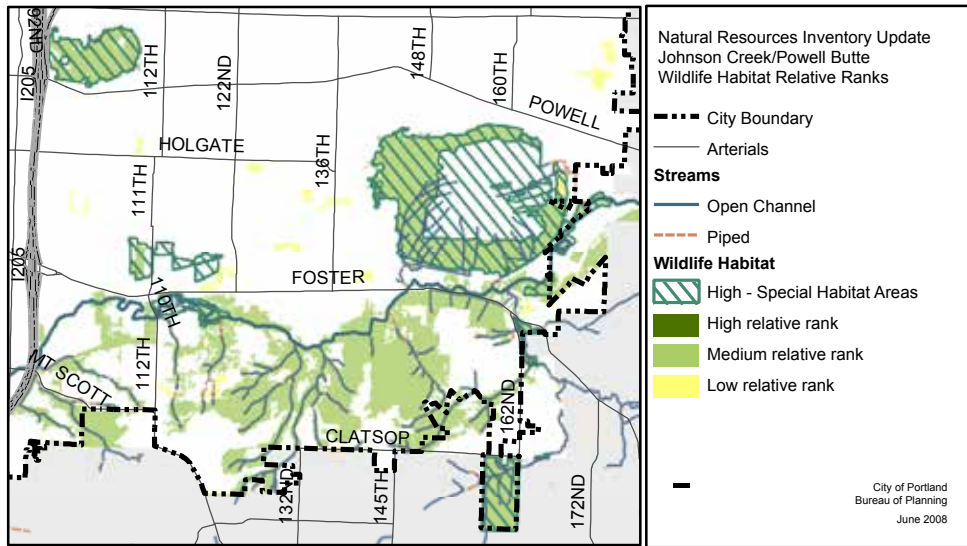 92ND
I205
112TH
122ND
148TH
160TH
POWELL
HOLGATE
136TH
111TH
I205
FOSTER
110TH
112TH
MT SCOTT
162ND
CLATSOP
132ND
145TH
172ND
Natural Resources Inventory Update
Johnson Creek/Powell Butte
Wildlife Habitat Relative Ranks
City Boundary
Arterials
Streams
Open Channel
Piped
Wildlife Habitat
High - Special Habitat Areas
High relative rank
Medium relative rank
Low relative rank
City of Portland
Bureau of Planning
June 2008